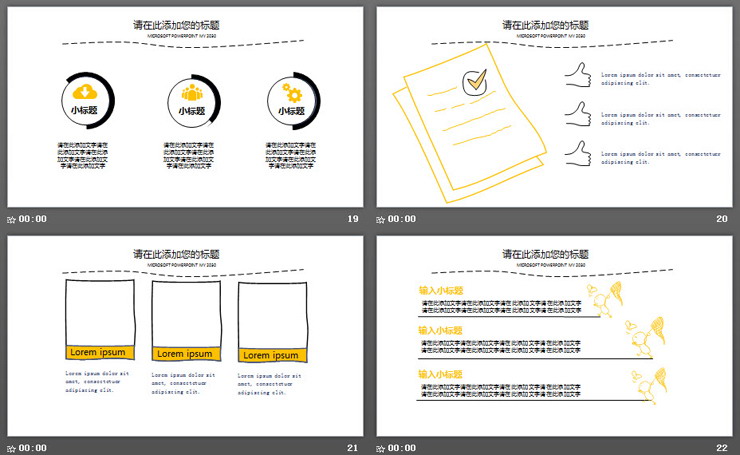 请在此添加您的标题
MICROSOFT POWERPOINT MY 2030
小标题
小标题
小标题
请在此添加文字请在
此添加文字请在此添
加文字请在此添加文
字请在此添加文字
请在此添加文字请在
此添加文字请在此添
加文字请在此添加文
字请在此添加文字
请在此添加文字请在
此添加文字请在此添
加文字请在此添加文
字请在此添加文字
00:00
19
请在此添加您的标题
MICROSOFT POWERPOINT MY 2030
Lorem ipsum dolor sit amet, consectetuer
adipiscing elit.
Lorem ipsum dolor sit amet, consectetuer
adipiscing elit.
Lorem ipsum dolor sit amet, consectetuer
adipiscing elit.
00:00
20
请在此添加您的标题
MICROSOFT POWERPOINT MY 2030
Lorem ipsum
Lorem ipsum
Lorem ipsum
Lorem ipsum dolor sit
amet, consectetuer
adipiscing elit.
Lorem ipsum dolor sit
amet, consectetuer
adipiscing elit.
Lorem ipsum dolor sit
amet, consectetuer
adipiscing elit.
00:00
21
请在此添加您的标题
MICROSOFT POWERPOINT MY 2030
输入小标题
请在此添加文字请在此添加文字请在此添加文字请在此添加文字
请在此添加文字请在此添加文字请在此添加文字请在此添加文字
输入小标题
请在此添加文字请在此添加文字请在此添加文字请在此添加文字
请在此添加文字请在此添加文字请在此添加文字请在此添加文字
输入小标题
请在此添加文字请在此添加文字请在此添加文字请在此添加文字
请在此添加文字请在此添加文字请在此添加文字请在此添加文字
00:00
22